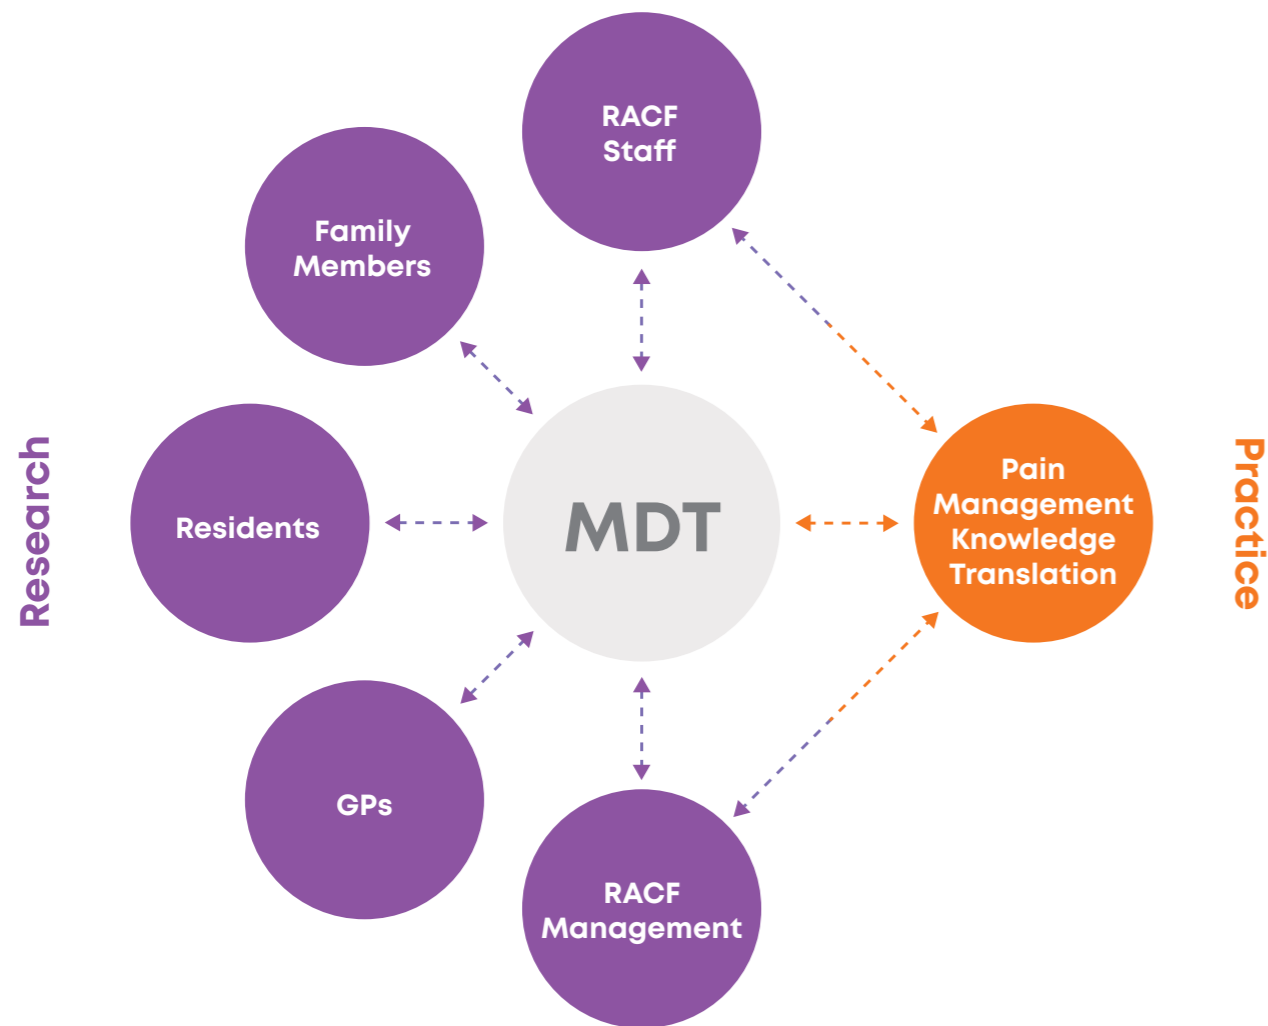 RACF
Staff
Family
Members
Research
Residents
MDT
Pain
Management
Knowledge
Translation
Practice
GPs
RACF
Management